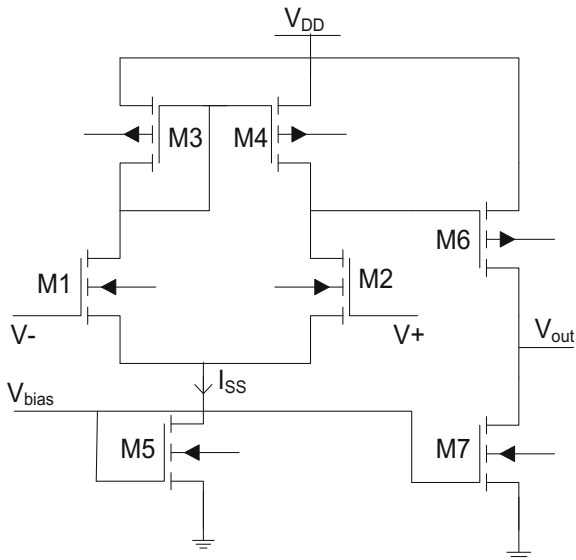 V_DD
M3 M4
M6
M1 M2
V- V+
V_out
V_bias
I_SS
M5 M7